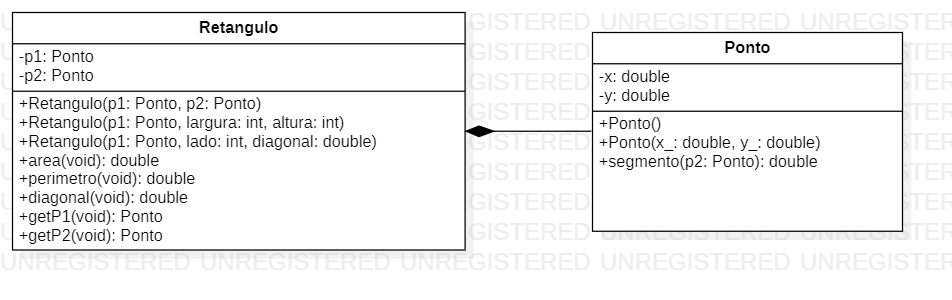 Retangulo
-p1: Ponto
-p2: Ponto
+Retangulo(p1: Ponto, p2: Ponto)
+Retangulo(p1: Ponto, largura: int, altura: int)
+Retangulo(p1: Ponto, lado: int, diagonal: double)
+area(void): double
+perimetro(void): double
+diagonal(void): double
+getP1(void): Ponto
+getP2(void): Ponto
Ponto
-x: double
-y: double
+Ponto()
+Ponto(x_: double, y_: double)
+segmento(p2: Ponto): double
UNREGISTERED UNREGISTERED UNREGISTERED UNREGISTERED UNREGISTER